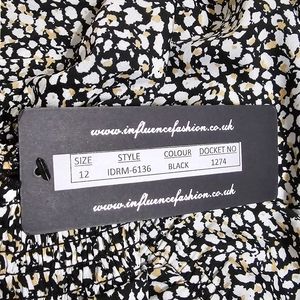 www.influencefashion.co.uk
SIZE STYLE COLOUR DOCKET NO
12 IDRM-6136 BLACK 1274
www.influencefashion.co.uk